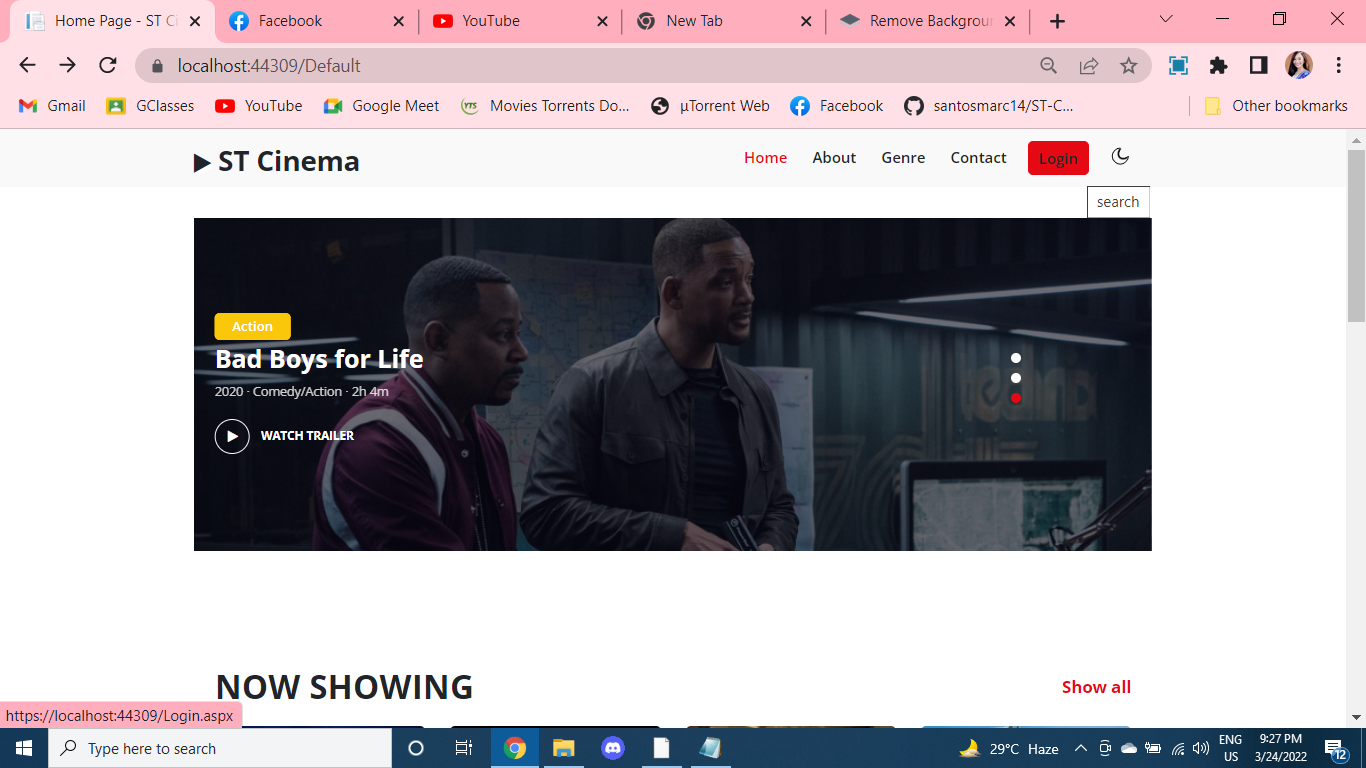 Home Page - ST Ci
Facebook
YouTube
New Tab
Remove Backgroun
localhost:44309/Default
Gmail
GClasses
YouTube
Google Meet
YTS
Movies Torrents Do...
µTorrent Web
Facebook
santosmarc14/ST-C...
Other bookmarks
ST Cinema
Home
About
Genre
Contact
Login
search
Action
Bad Boys for Life
2020 · Comedy/Action · 2h 4m
WATCH TRAILER
NOW SHOWING
Show all
https://localhost:44309/Login.aspx
Type here to search
29°C Haze
ENG
US
9:27 PM
3/24/2022
12